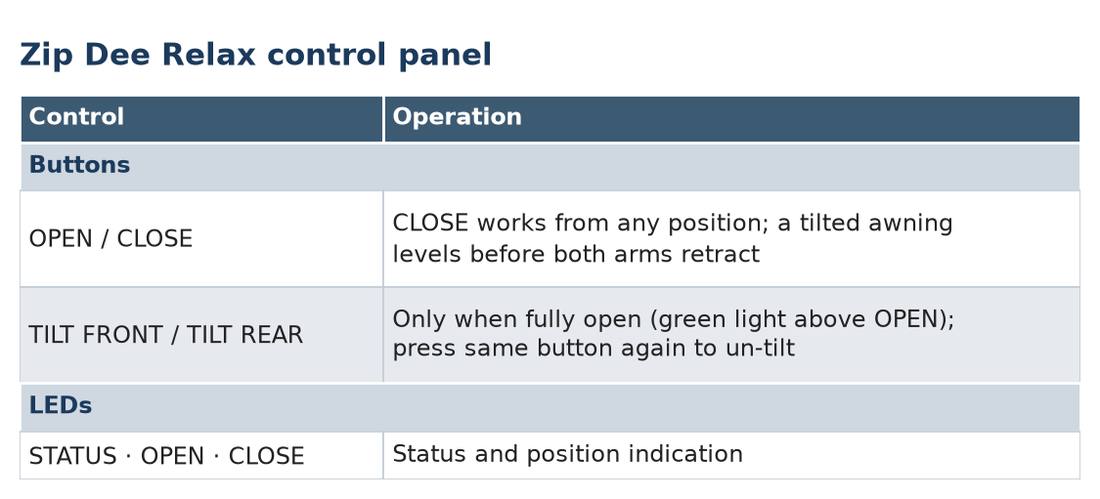 Zip Dee Relax control panel
Control Operation
Buttons
OPEN / CLOSE CLOSE works from any position; a tilted awning
levels before both arms retract
TILT FRONT / TILT REAR Only when fully open (green light above OPEN);
press same button again to un-tilt
LEDs
STATUS · OPEN · CLOSE Status and position indication